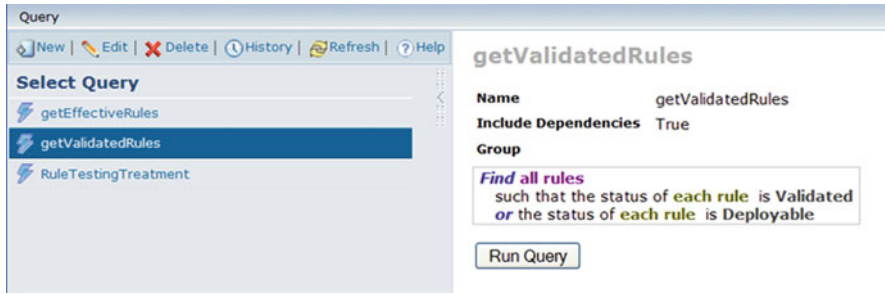 Query
New | Edit | Delete | History | Refresh | Help
Select Query
getEffectiveRules
getValidatedRules
RuleTestingTreatment
getValidatedRules
Name getValidatedRules
Include Dependencies True
Group
Find all rules
such that the status of each rule is Validated
or the status of each rule is Deployable
Run Query